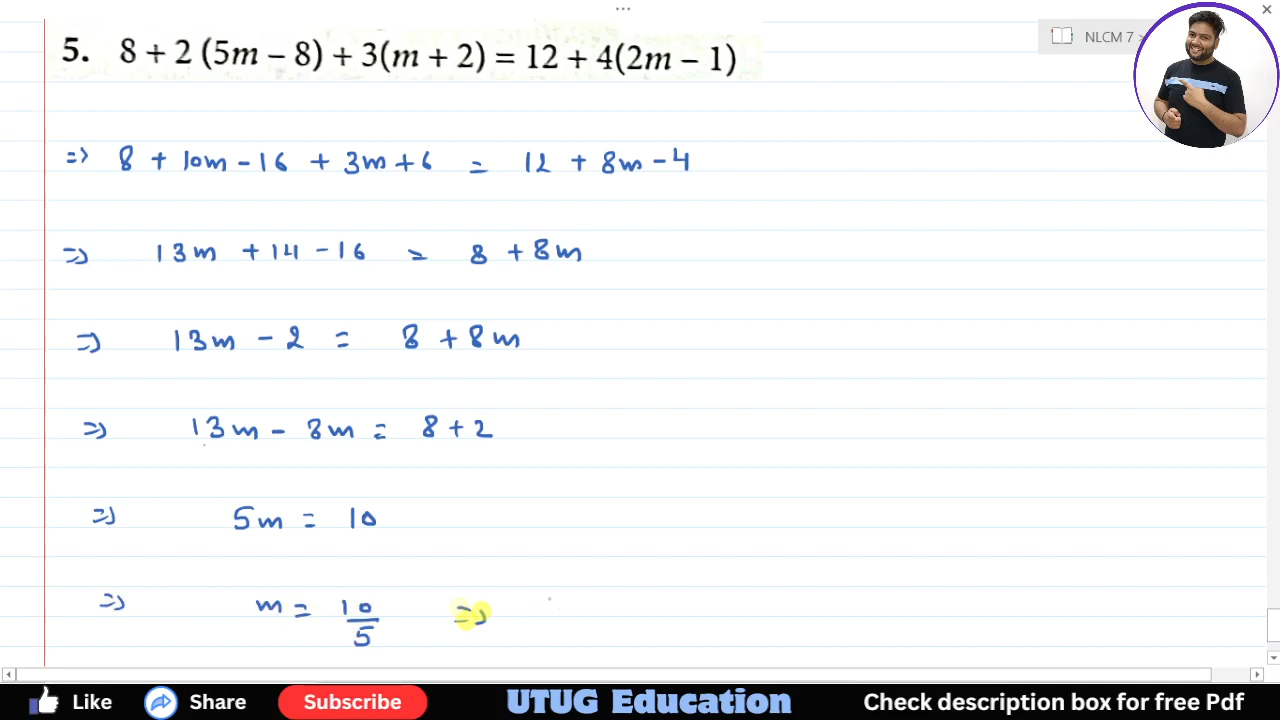 NLCM 7 >
5. 8 + 2 (5m – 8) + 3(m + 2) = 12 + 4(2m – 1)
⇒ 8 + 10m - 16 + 3m + 6 = 12 + 8m - 4
⇒ 13m + 14 - 16 = 8 + 8m
⇒ 13m - 2 = 8 + 8m
⇒ 13m - 8m = 8 + 2
⇒ 5m = 10
⇒ m = 10/5 ⇒
Like Share Subscribe UTUG Education Check description box for free Pdf